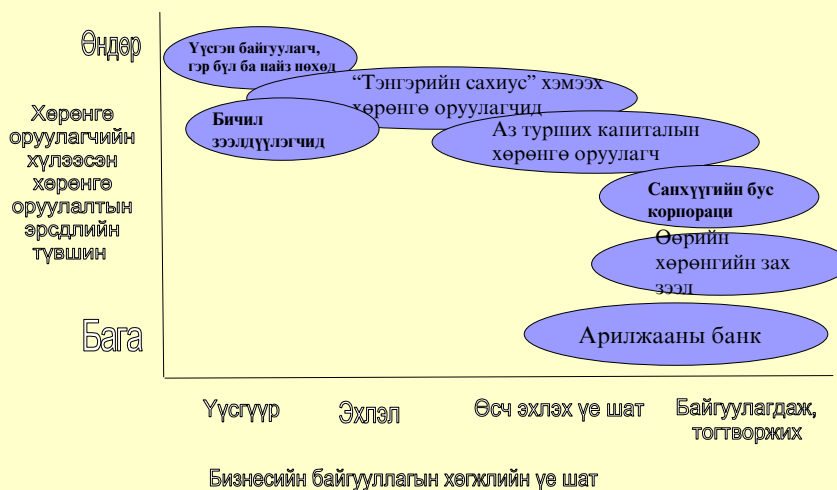 Өндөр
Үүсгэн байгуулагч,
гэр бүл ба найз нөхөд
"Тэнгэрийн сахиус" хэмээх
хөрөнгө оруулагчид
Хөрөнгө
оруулагчийн
хүлээсэн
хөрөнгө
оруулалтын
эрсдлийн
түвшин
Бичил
зээлдүүлэгчид
Аз турших капиталын
хөрөнгө оруулагч
Санхүүгийн бус
корпораци
Өөрийн
хөрөнгийн зах
зээл
Бага
Арилжааны банк
Үүсгүүр
Эхлэл
Өсч эхлэх үе шат
Байгуулагдаж,
тогтворжих
Бизнесийн байгууллагын хөгжлийн үе шат